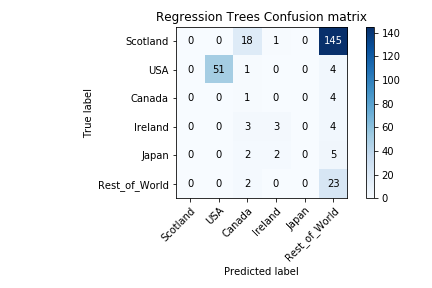 Regression Trees Confusion matrix
Scotland 0 0 18 1 0 145
USA 0 51 1 0 0 4
Canada 0 0 1 0 0 4
Ireland 0 0 3 3 0 4
Japan 0 0 2 2 0 5
Rest_of_World 0 0 2 0 0 23
Scotland USA Canada Ireland Japan Rest_of_World
True label
Predicted label
140
120
100
80
60
40
20
0